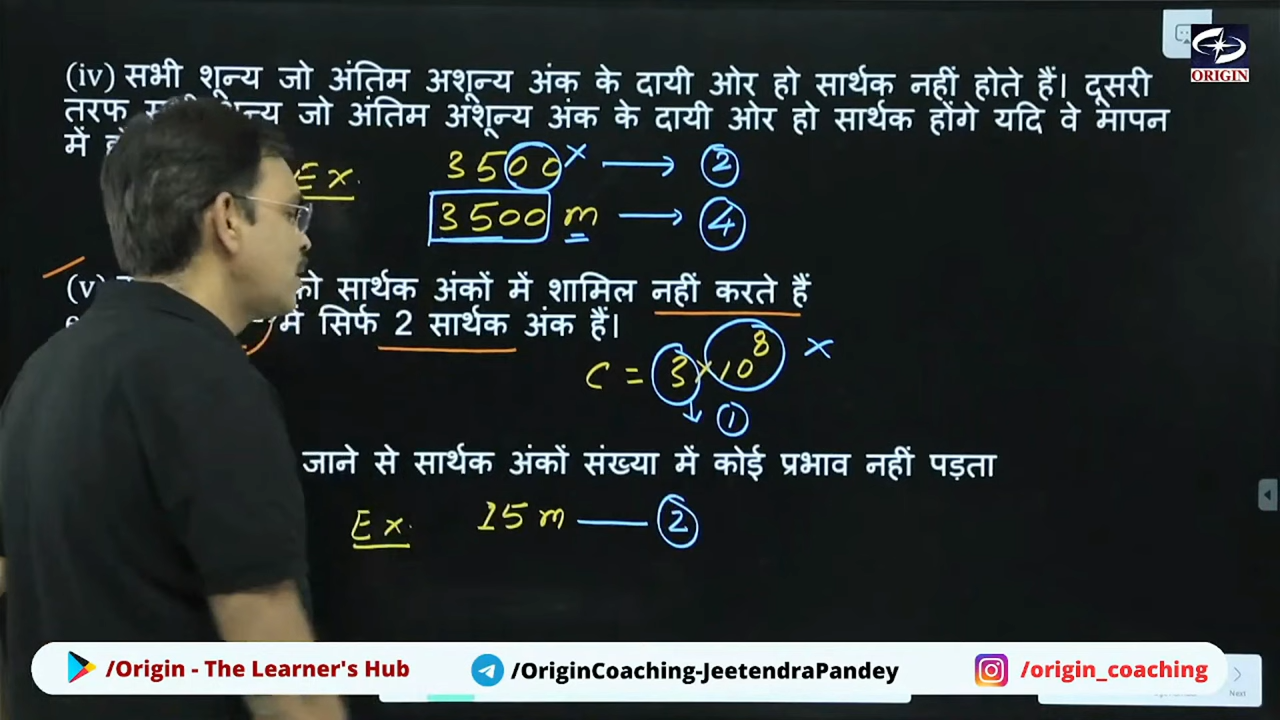 ORIGIN
(iv) सभी शून्य जो अंतिम अशून्य अंक के दायी ओर हो सार्थक नहीं होते हैं। दूसरी
तरफ शून्य जो अंतिम अशून्य अंक के दायी ओर हो सार्थक होंगे यदि वे मापन
में
Ex. 3500 x → 2
3500 m → 4
(v) को सार्थक अंकों में शामिल नहीं करते हैं
में सिर्फ 2 सार्थक अंक हैं।
C = 3×10⁸ x
↓ 1
जाने से सार्थक अंकों संख्या में कोई प्रभाव नहीं पड़ता
Ex. 15 m — 2
/Origin - The Learner's Hub /OriginCoaching-JeetendraPandey /origin_coaching
Next